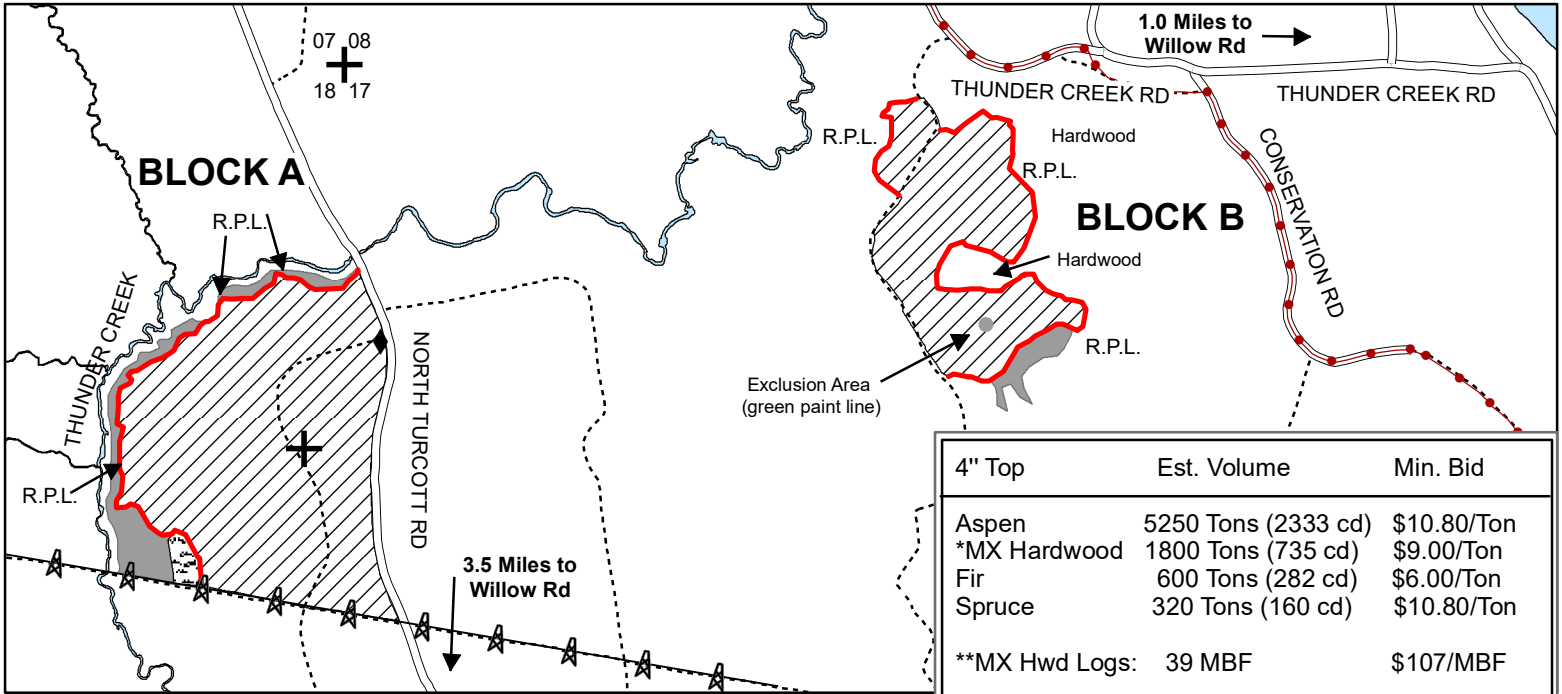 1.0 Miles to
Willow Rd
07 08
18 17
THUNDER CREEK RD
THUNDER CREEK RD
R.P.L.
Hardwood
BLOCK A
R.P.L.
R.P.L.
BLOCK B
CONSERVATION RD
Hardwood
THUNDER CREEK
NORTH TURCOTT RD
R.P.L.
Exclusion Area
(green paint line)
R.P.L.
3.5 Miles to
Willow Rd
4" Top Est. Volume Min. Bid
Aspen 5250 Tons (2333 cd) $10.80/Ton
*MX Hardwood 1800 Tons (735 cd) $9.00/Ton
Fir 600 Tons (282 cd) $6.00/Ton
Spruce 320 Tons (160 cd) $10.80/Ton
**MX Hwd Logs: 39 MBF $107/MBF